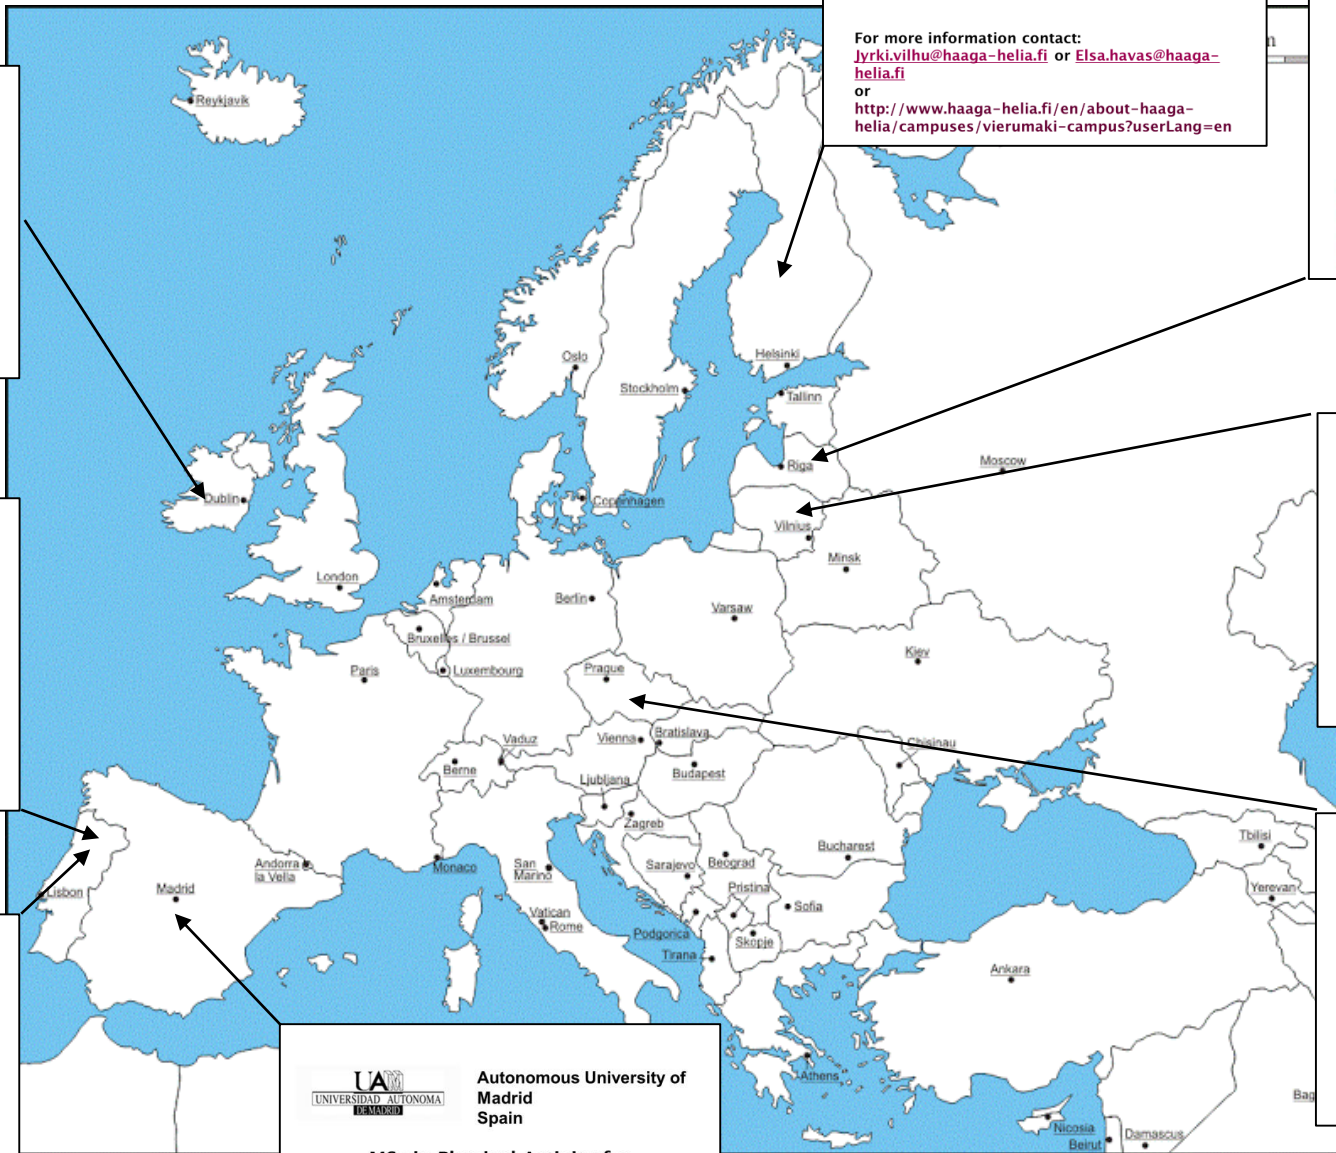 For more information contact:
Jyrki.vilhu@haaga-helia.fi or Elsa.havas@haaga-
helia.fi
or
http://www.haaga-helia.fi/en/about-haaga-
helia/campuses/vierumaki-campus?userLang=en
Reykjavik
Oslo
Helsinki
Stockholm
Tallinn
Riga
Moscow
Dublin
Copenhagen
Vilnius
Minsk
London
Amsterdam
Berlin
Varsaw
Bruxelles / Brussel
Kiev
Paris
Luxembourg
Prague
Vaduz
Vienna
Bratislava
Chisinau
Berne
Ljubljana
Budapest
Zagreb
Tbilisi
Andorra
la Vella
Monaco
San
Marino
Sarajevo
Beograd
Bucharest
Lisbon
Madrid
Pristina
Yerevan
Vatican
Rome
Sofia
Podgorica
Skopje
Tirana
Ankara
Athens
Bag
Nicosia
Beirut
Damascus
UAM
UNIVERSIDAD AUTONOMA
DE MADRID
Autonomous University of
Madrid
Spain